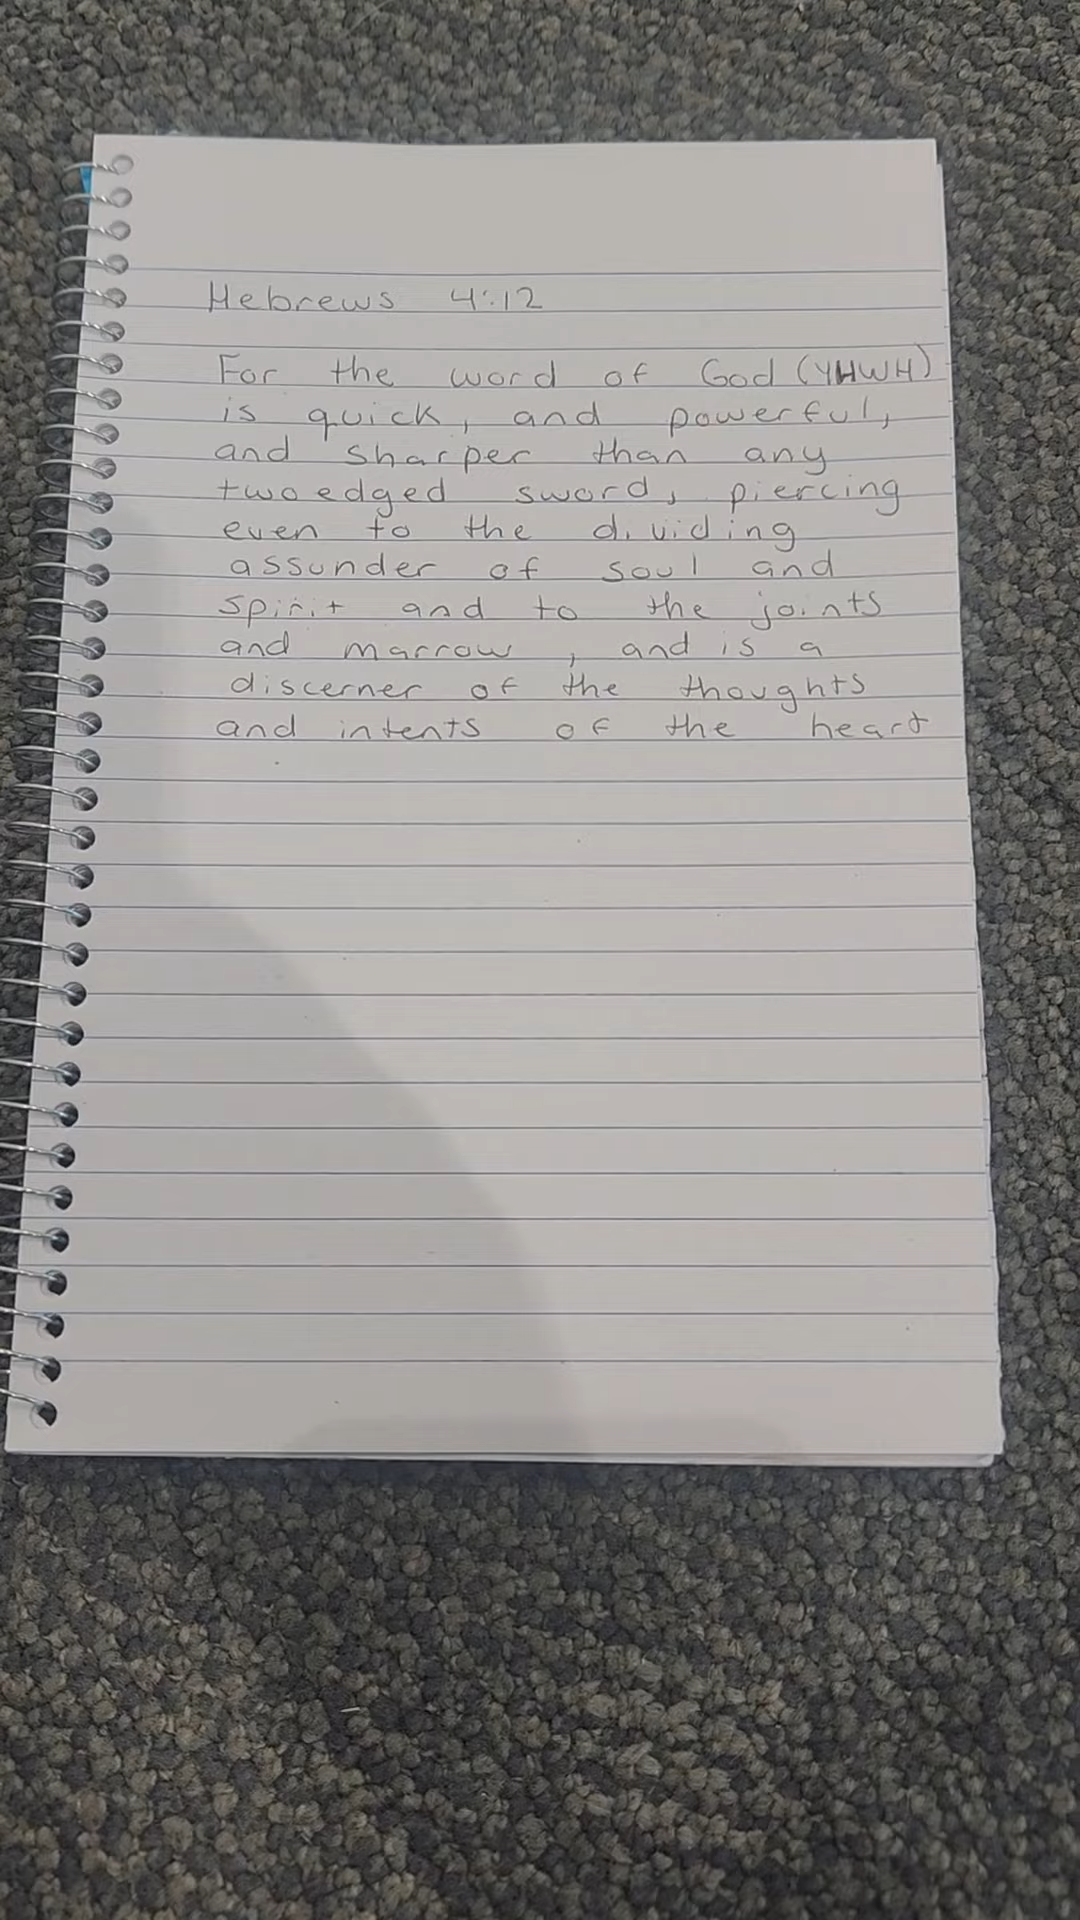 Hebrews 4:12
For the word of God (YHWH)
is quick, and powerful,
and sharper than any
twoedged sword, piercing
even to the dividing
assunder of soul and
spirit and to the joints
and marrow , and is a
discerner of the thoughts
and intents of the heart